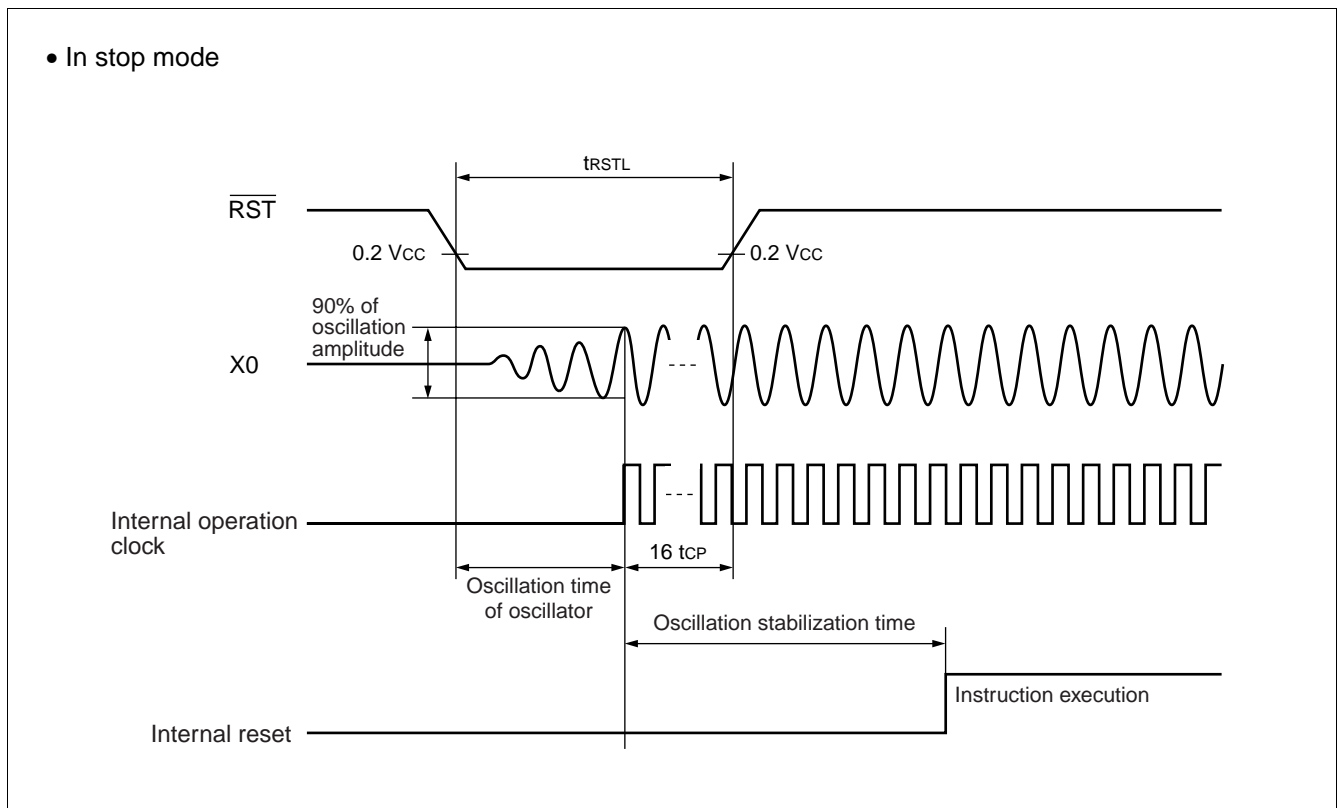 • In stop mode
tRSTL
RST
0.2 VCC
0.2 VCC
90% of
oscillation
amplitude
X0
Internal operation
clock
16 tCP
Oscillation time
of oscillator
Oscillation stabilization time
Instruction execution
Internal reset